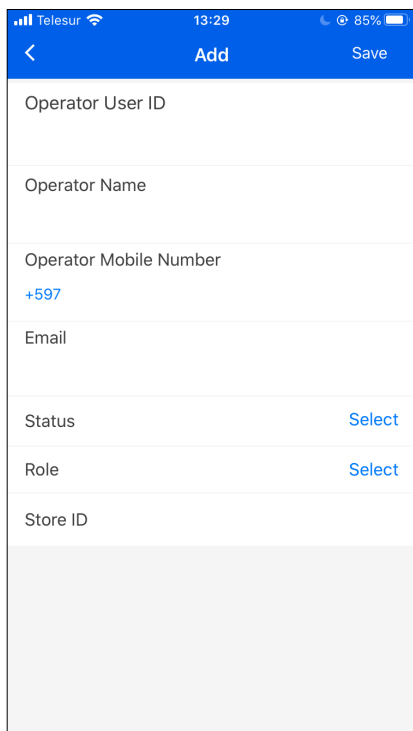 Telesur 13:29 85%
Add Save
Operator User ID
Operator Name
Operator Mobile Number
+597
Email
Status Select
Role Select
Store ID